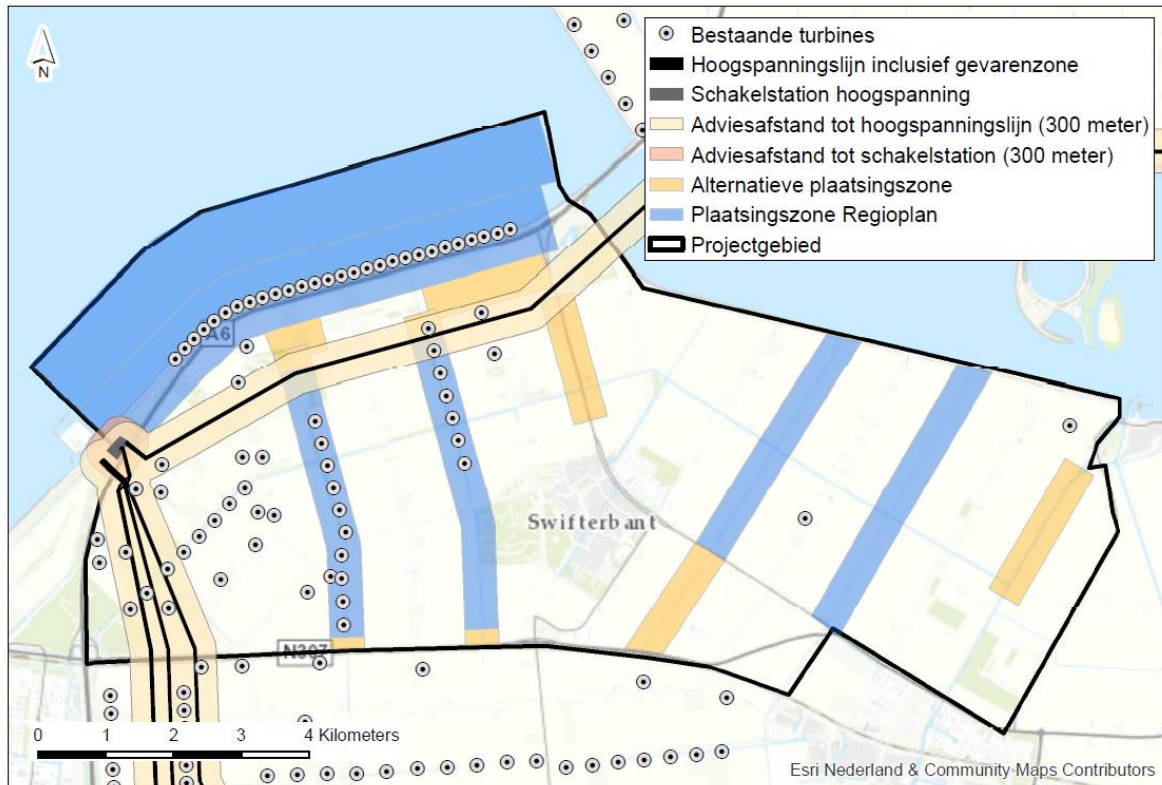 N
Bestaande turbines
Hoogspanningslijn inclusief gevarenzone
Schakelstation hoogspanning
Adviesafstand tot hoogspanningslijn (300 meter)
Adviesafstand tot schakelstation (300 meter)
Alternatieve plaatsingszone
Plaatsingszone Regioplan
Projectgebied
A6
Swifterbant
N307
0 1 2 3 4 Kilometers
Esri Nederland & Community Maps Contributors